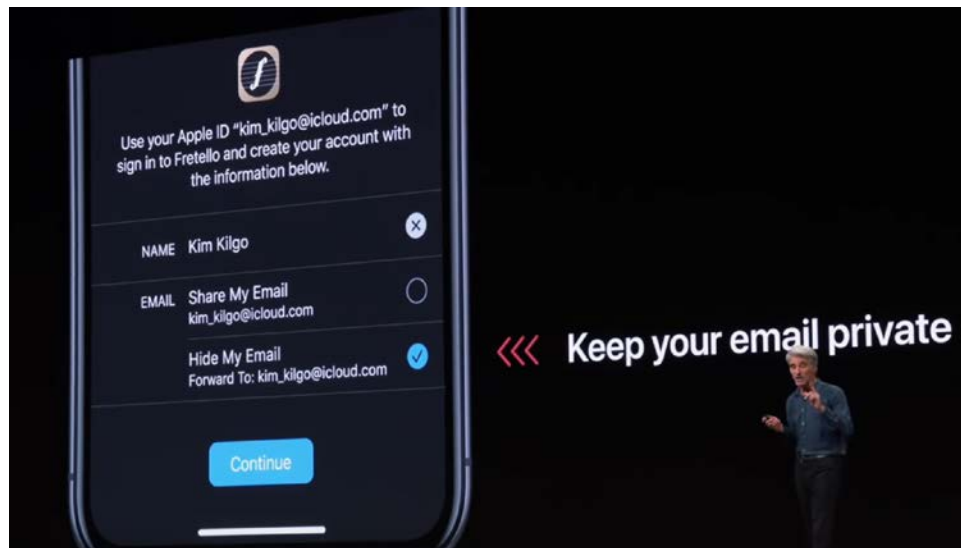 Use your Apple ID “kim_kilgo@icloud.com” to
sign in to Fretello and create your account with
the information below.
NAME Kim Kilgo
EMAIL Share My Email
kim_kilgo@icloud.com
Hide My Email
Forward To: kim_kilgo@icloud.com
Continue
Keep your email private